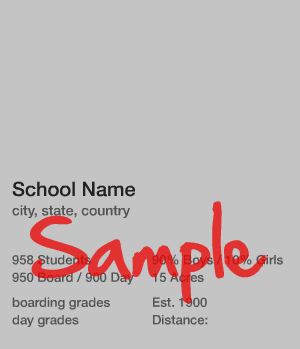 School Name
city, state, country
Sample
958 Students 90% Boys / 10% Girls
950 Board / 900 Day 15 Acres
boarding grades Est. 1900
day grades Distance: